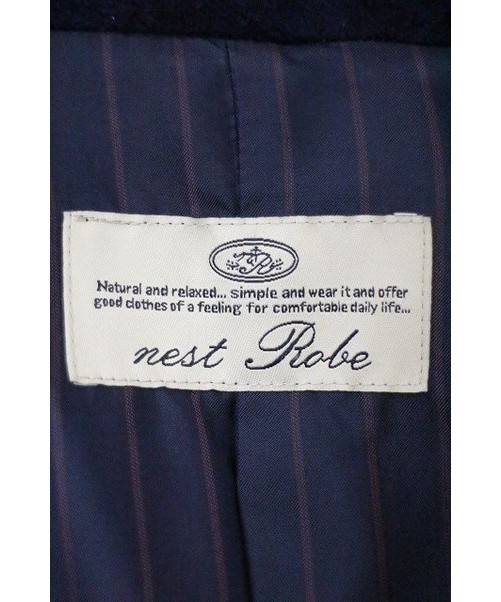 Natural and relaxed... simple and wear it and offer
good clothes of a feeling for comfortable daily life...
nest Robe